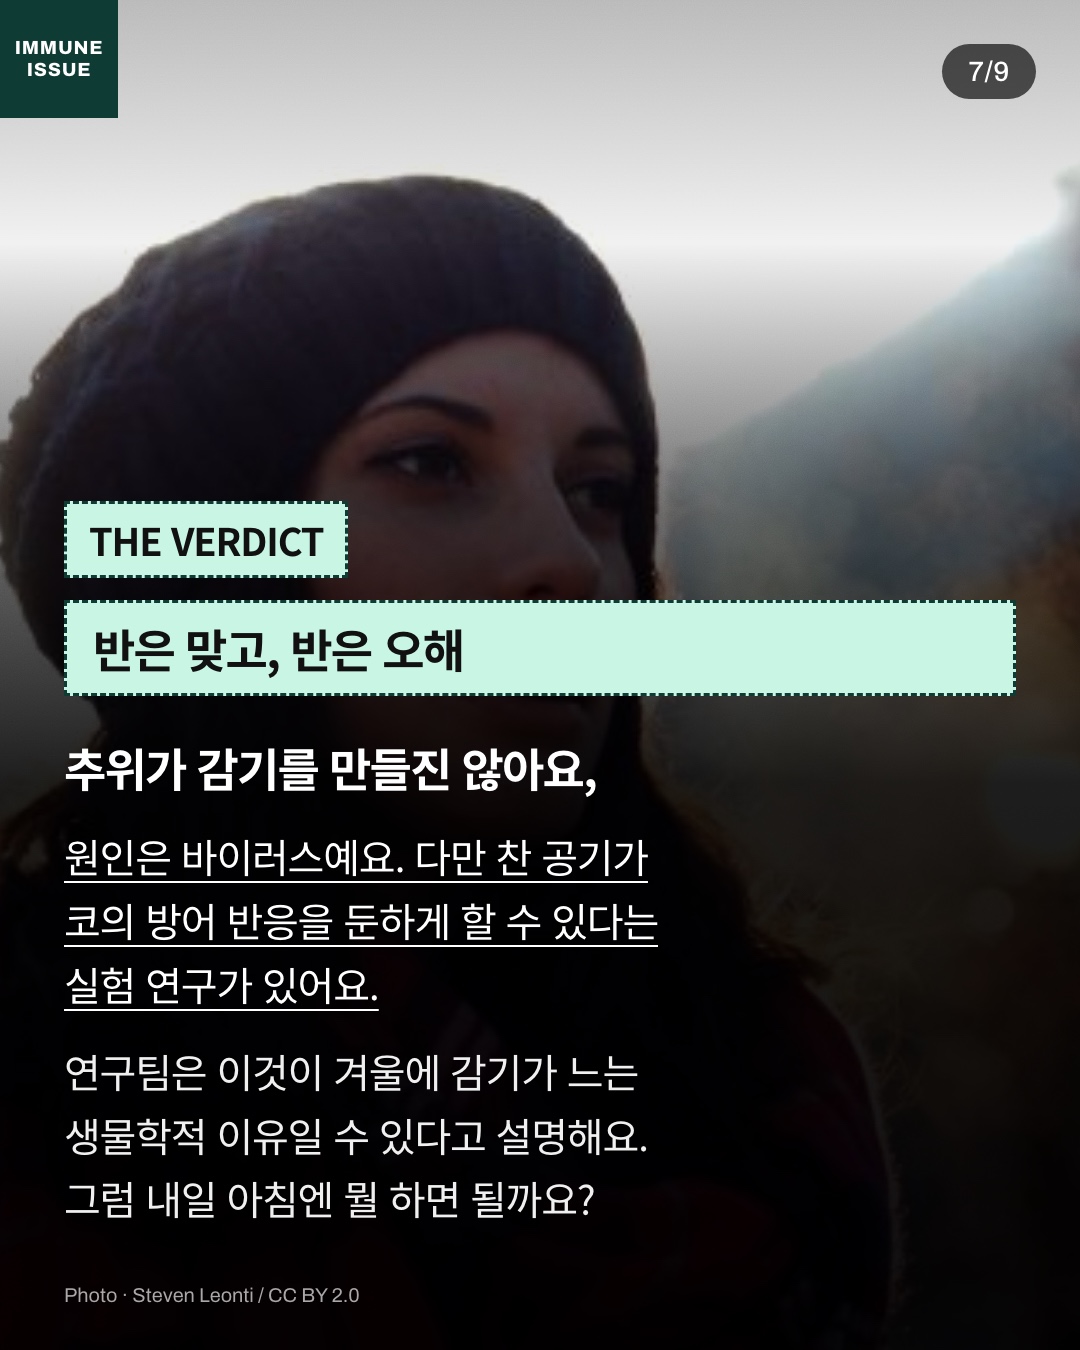 IMMUNE
ISSUE
7/9
THE VERDICT
반은 맞고, 반은 오해
추위가 감기를 만들진 않아요,
원인은 바이러스예요. 다만 찬 공기가
코의 방어 반응을 둔하게 할 수 있다는
실험 연구가 있어요.
연구팀은 이것이 겨울에 감기가 느는
생물학적 이유일 수 있다고 설명해요.
그럼 내일 아침엔 뭘 하면 될까요?
Photo · Steven Leonti / CC BY 2.0